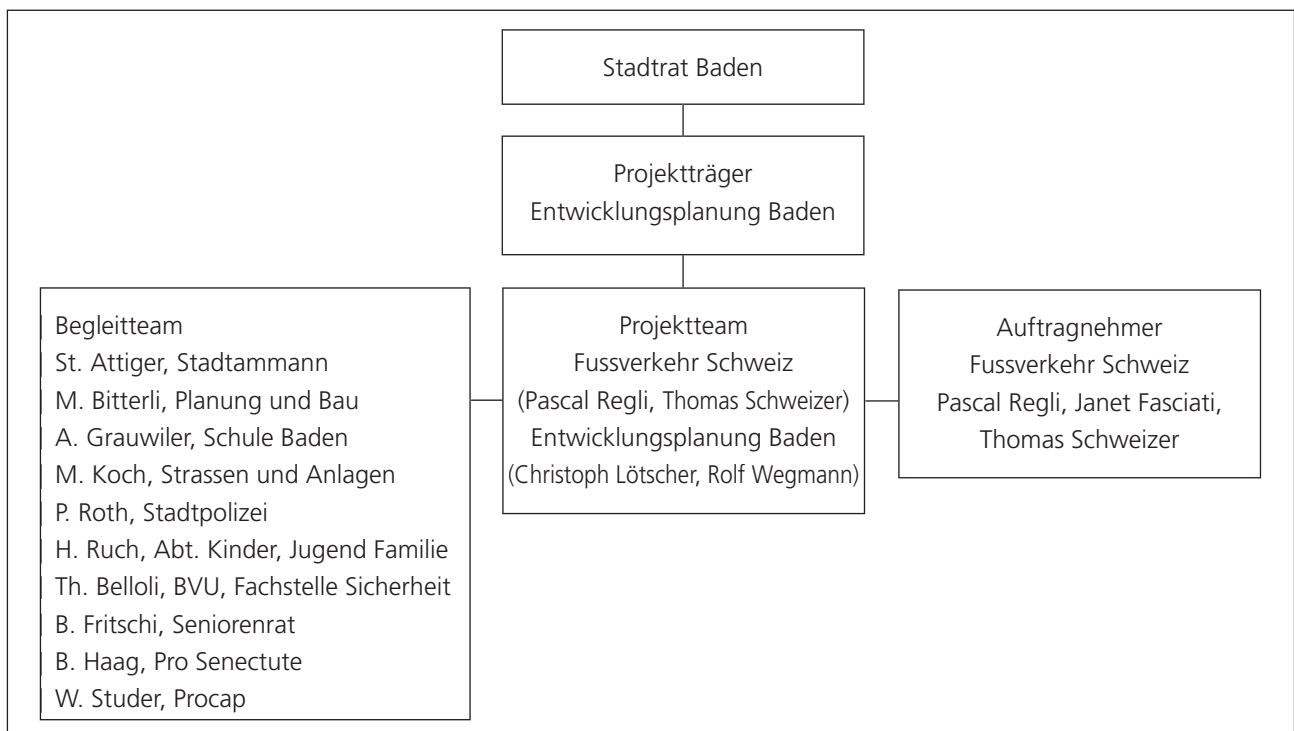 Stadtrat Baden
Projektträger
Entwicklungsplanung Baden
Begleitteam
St. Attiger, Stadtammann
M. Bitterli, Planung und Bau
A. Grauwiler, Schule Baden
M. Koch, Strassen und Anlagen
P. Roth, Stadtpolizei
H. Ruch, Abt. Kinder, Jugend Familie
Th. Belloli, BVU, Fachstelle Sicherheit
B. Fritschi, Seniorenrat
B. Haag, Pro Senectute
W. Studer, Procap
Projektteam
Fussverkehr Schweiz
(Pascal Regli, Thomas Schweizer)
Entwicklungsplanung Baden
(Christoph Lötscher, Rolf Wegmann)
Auftragnehmer
Fussverkehr Schweiz
Pascal Regli, Janet Fasciati,
Thomas Schweizer